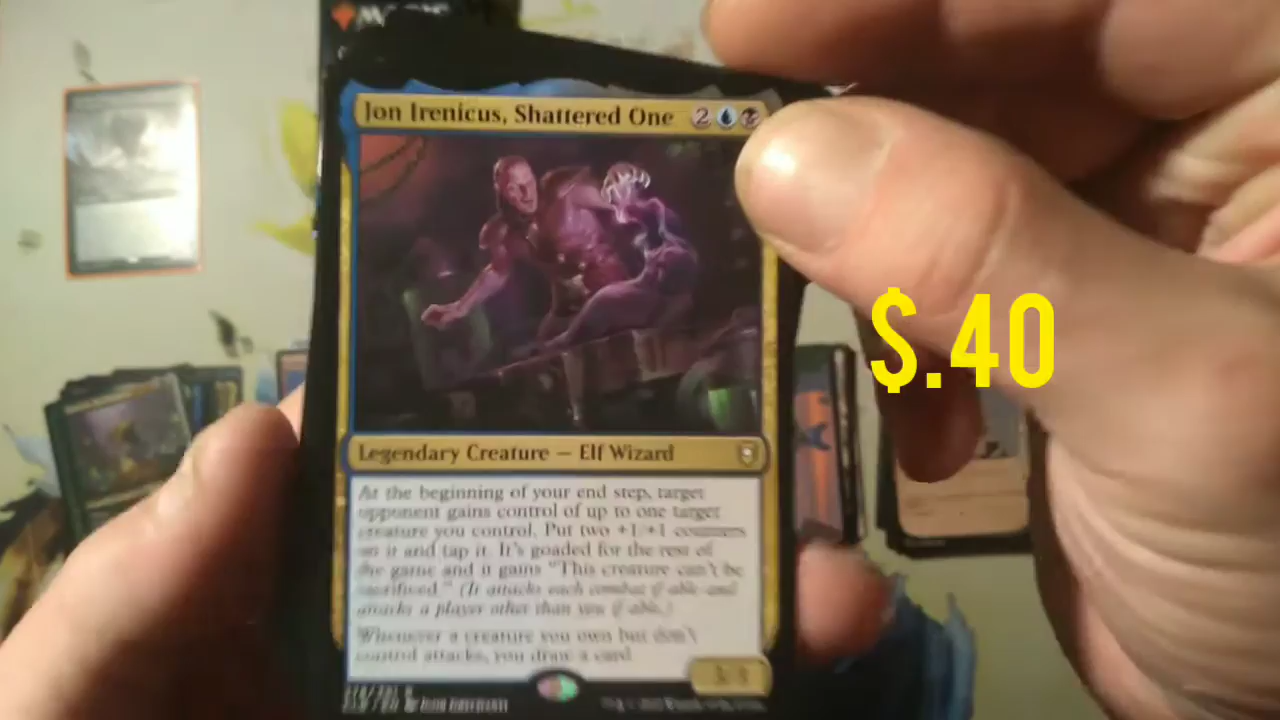 MAGIC
Jon Irenicus, Shattered One 2
$.40
Legendary Creature — Elf Wizard
At the beginning of your end step, target
opponent gains control of up to one target
creature you control. Put two +1/+1 counters
on it and tap it. It's goaded for the rest of
the game and it gains "This creature can't be
sacrificed." (It attacks each combat if able and
attacks a player other than you if able.)
Whenever a creature you own but don't
control attacks, you draw a card.